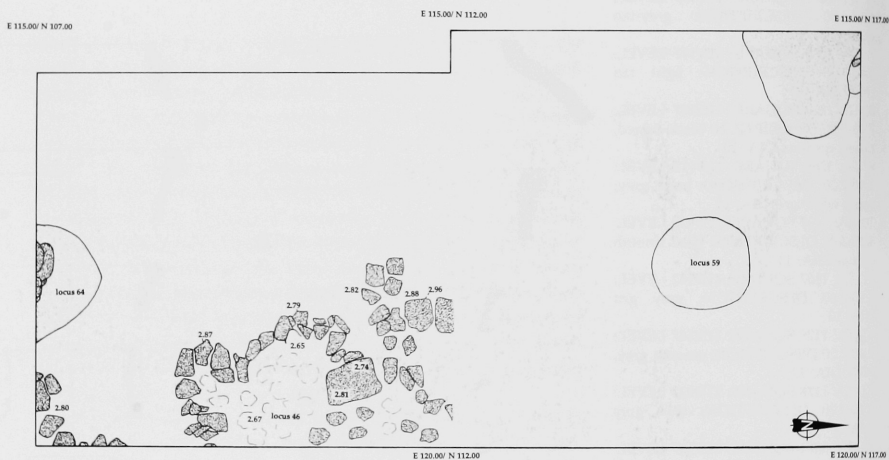 E 115.00/ N 107.00
E 115.00/ N 112.00
E 115.00/ N 117.00
locus 59
locus 64
2.82
2.88
2.96
2.79
2.87
2.65
2.74
2.80
2.81
2.67
locus 46
N
E 120.00/ N 112.00
E 120.00/ N 117.00